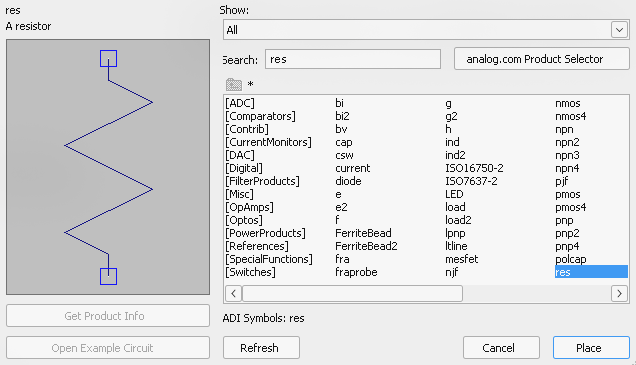 res
A resistor
Show:
All
Search:
res
analog.com Product Selector
*
[ADC] bi g nmos
[Comparators] bi2 g2 nmos4
[Contrib] bv h npn
[CurrentMonitors] cap ind npn2
[DAC] csw ind2 npn3
[Digital] current ISO16750-2 npn4
[FilterProducts] diode ISO7637-2 pjf
[Misc] e LED pmos
[OpAmps] e2 load pmos4
[Optos] f load2 pnp
[PowerProducts] FerriteBead lpnp pnp2
[References] FerriteBead2 ltline pnp4
[SpecialFunctions] fra mesfet polcap
[Switches] fraprobe njf res
Get Product Info
ADI Symbols: res
Open Example Circuit
Refresh
Cancel
Place